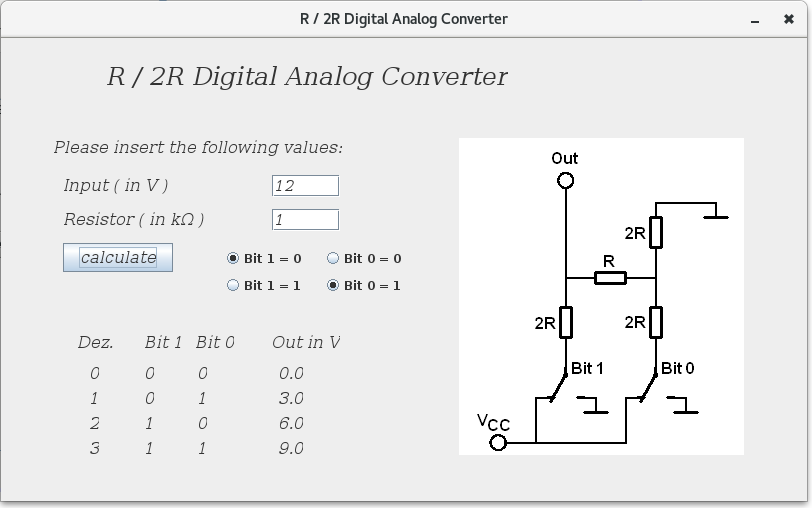 R / 2R Digital Analog Converter
R / 2R Digital Analog Converter
Please insert the following values:
Input ( in V )
12
Resistor ( in kΩ )
1
calculate
Bit 1 = 0
Bit 0 = 0
Bit 1 = 1
Bit 0 = 1
Dez. Bit 1 Bit 0 Out in V
0 0 0 0.0
1 0 1 3.0
2 1 0 6.0
3 1 1 9.0
Out
2R
R
2R
2R
Bit 1
Bit 0
VCC